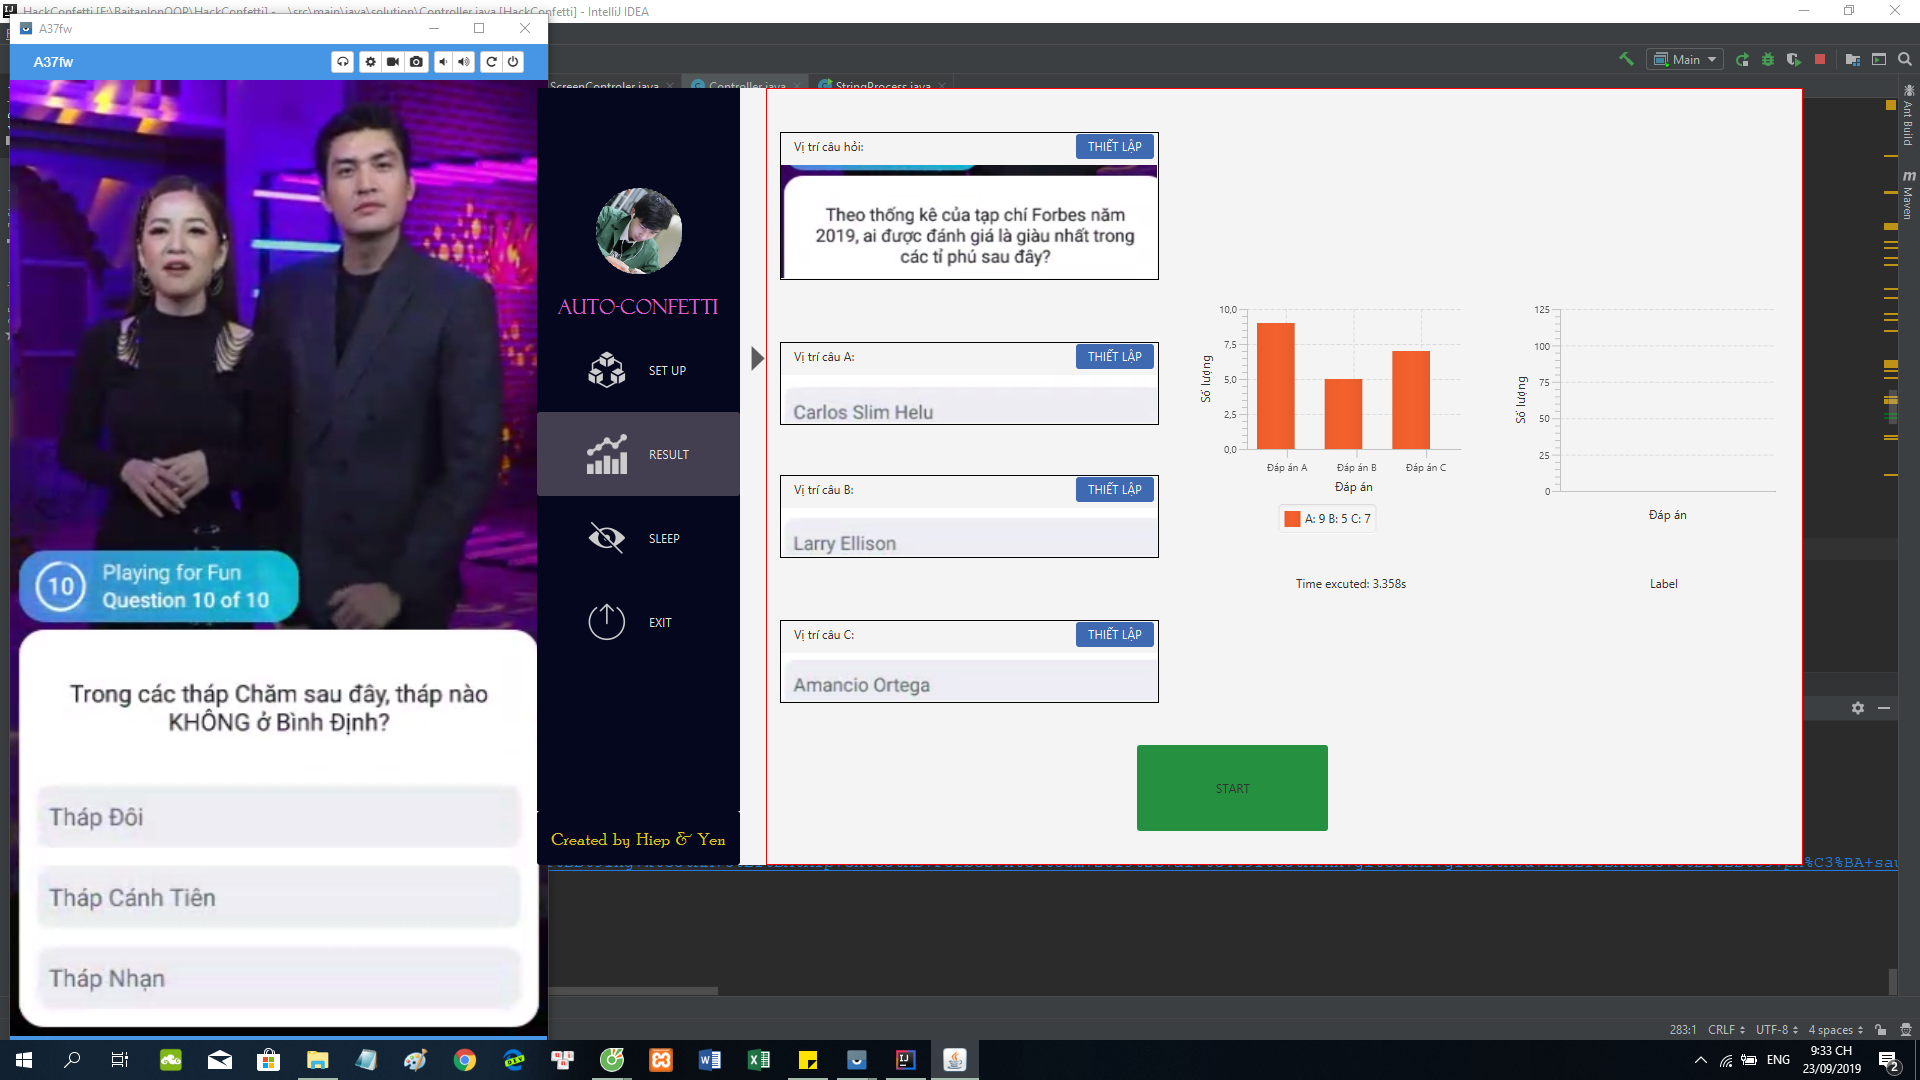 HackConfetti [F:\BaitaplonOOP\HackConfetti] - ...\src\main\java\solution\Controller.java [HackConfetti] - IntelliJ IDEA
A37fw
A37fw
Main
ScreenControler.java
Controller.java
StringProcess.java
Ant Build
Maven
Playing for Fun
10
Question 10 of 10
Trong các tháp Chăm sau đây, tháp nào
KHÔNG ở Bình Định?
Tháp Đôi
Tháp Cánh Tiên
Tháp Nhạn
AUTO-CONFETTI
SET UP
RESULT
SLEEP
EXIT
Created by Hiep & Yen
Vị trí câu hỏi:
THIẾT LẬP
Theo thống kê của tạp chí Forbes năm
2019, ai được đánh giá là giàu nhất trong
các tỉ phú sau đây?
Vị trí câu A:
THIẾT LẬP
Carlos Slim Helu
Vị trí câu B:
THIẾT LẬP
Larry Ellison
Vị trí câu C:
THIẾT LẬP
Amancio Ortega
10,0
7,5
5,0
2,5
0,0
Số lượng
Đáp án A
Đáp án B
Đáp án C
Đáp án
A: 9 B: 5 C: 7
Time excuted: 3.358s
125
100
75
50
25
0
Số lượng
Đáp án
Label
START
%C3%BA+sau
283:1
CRLF
UTF-8
4 spaces
ENG
9:33 CH
23/09/2019
2